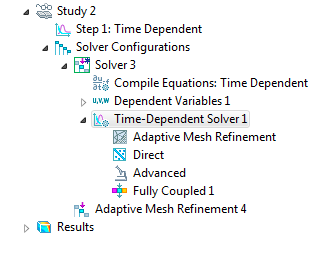 Study 2
Step 1: Time Dependent
Solver Configurations
Solver 3
Compile Equations: Time Dependent
u,v,w Dependent Variables 1
Time-Dependent Solver 1
Adaptive Mesh Refinement
Direct
Advanced
Fully Coupled 1
Adaptive Mesh Refinement 4
Results